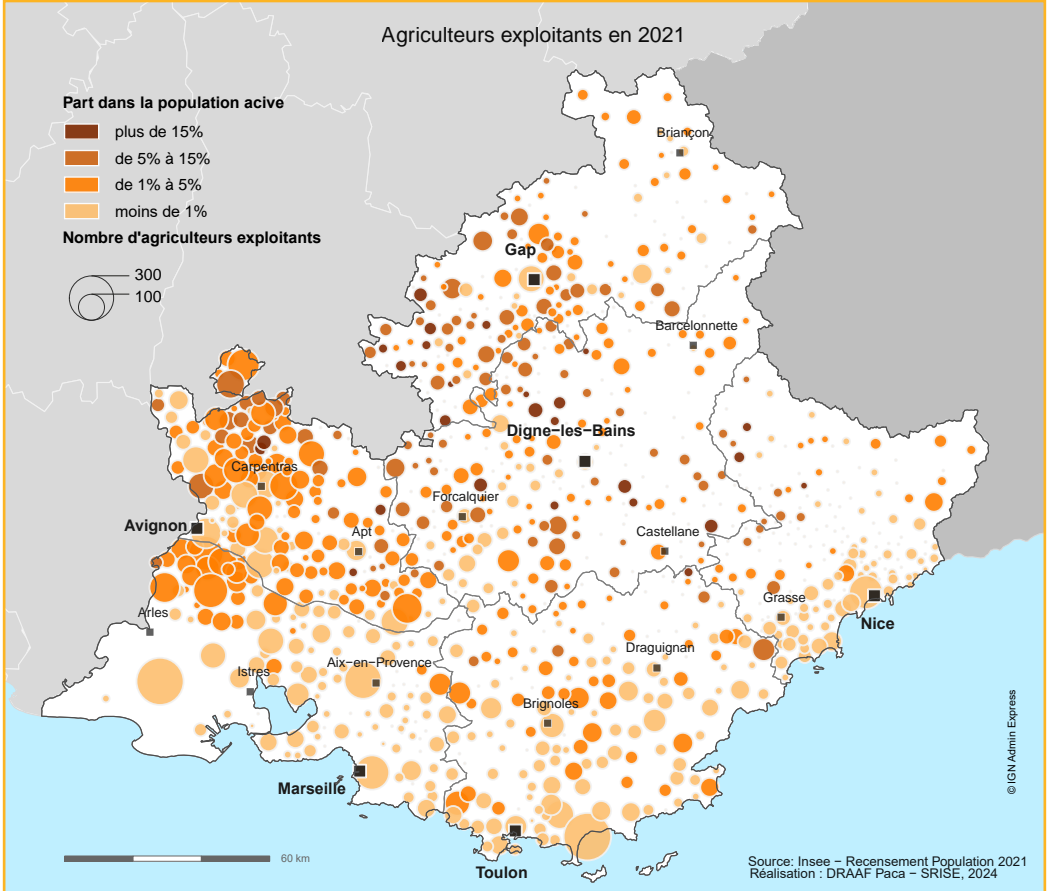 Agriculteurs exploitants en 2021
Part dans la population acive
plus de 15%
de 5% à 15%
de 1% à 5%
moins de 1%
Nombre d'agriculteurs exploitants
300
100
Briançon
Gap
Barcelonnette
Digne−les−Bains
Carpentras
Forcalquier
Avignon
Apt
Castellane
Arles
Grasse
Nice
Draguignan
Istres
Aix−en−Provence
Brignoles
Marseille
Toulon
60 km
© IGN Admin Express
Source: Insee − Recensement Population 2021
Réalisation : DRAAF Paca − SRISE, 2024